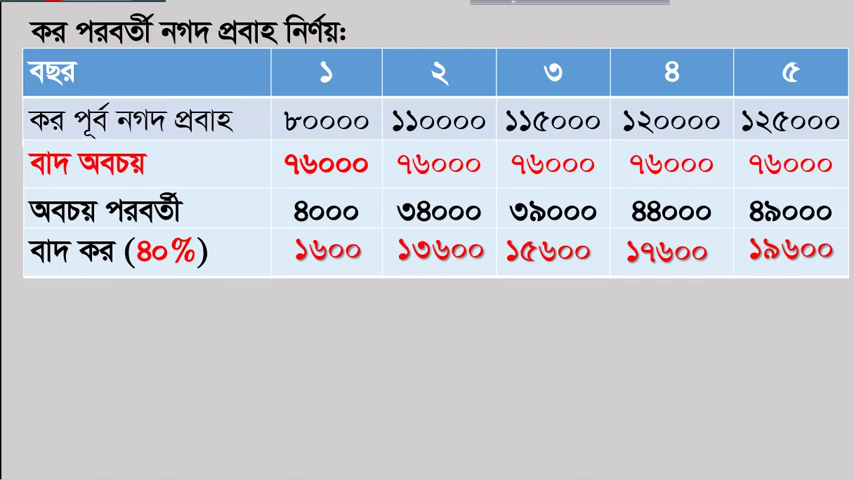 কর পরবর্তী নগদ প্রবাহ নির্ণয়:
বছর ১ ২ ৩ ৪ ৫
কর পূর্ব নগদ প্রবাহ ৮০০০০ ১১০০০০ ১১৫০০০ ১২০০০০ ১২৫০০০
বাদ অবচয় ৭৬০০০ ৭৬০০০ ৭৬০০০ ৭৬০০০ ৭৬০০০
অবচয় পরবর্তী ৪০০০ ৩৪০০০ ৩৯০০০ ৪৪০০০ ৪৯০০০
বাদ কর (৪০%) ১৬০০ ১৩৬০০ ১৫৬০০ ১৭৬০০ ১৯৬০০